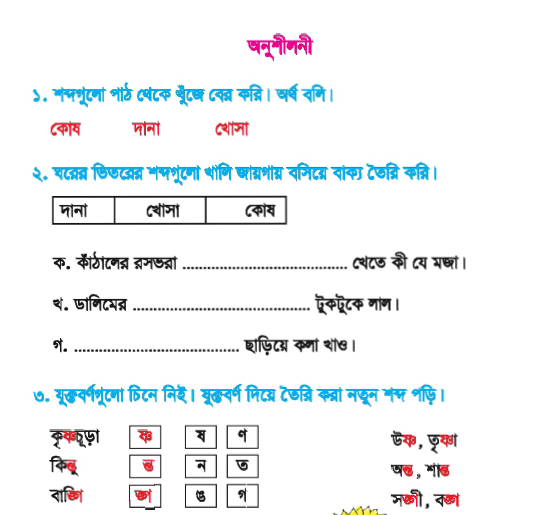 অনুশীলনী
১. শব্দগুলো পাঠ থেকে খুঁজে বের করি। অর্থ বলি।
কোষ দানা খোসা
২. ঘরের ভিতরের শব্দগুলো খালি জায়গায় বসিয়ে বাক্য তৈরি করি।
দানা খোসা কোষ
ক. কাঁঠালের রসভরা ........................................... খেতে কী যে মজা।
খ. ডালিমের .............................................. টুকটুকে লাল।
গ. .......................................... ছাড়িয়ে কলা খাও।
৩. যুক্তবর্ণগুলো চিনে নিই। যুক্তবর্ণ দিয়ে তৈরি করা নতুন শব্দ পড়ি।
কৃষ্ণচূড়া ষ্ণ ষ ণ উষ্ণ, তৃষ্ণা
কিন্তু ন্ত ন ত অন্ত, শান্ত
বাঙ্গি ঙ্গ ঙ গ সঙ্গী, বঙ্গ